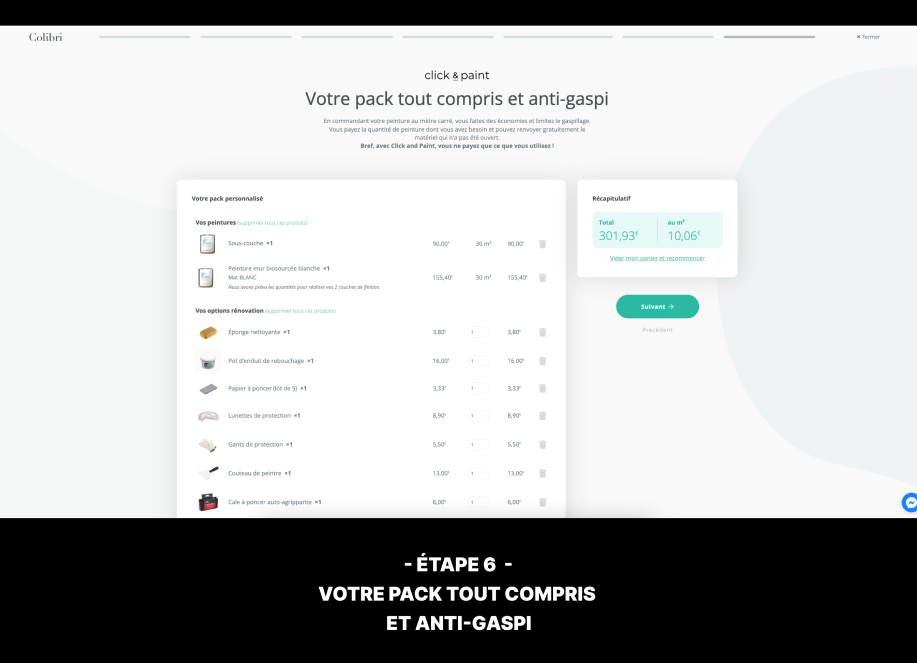 Colibri
× Fermer
click & paint
Votre pack tout compris et anti-gaspi
En commandant votre peinture au mètre carré, vous faites des économies et limitez le gaspillage.
Vous payez la quantité de peinture dont vous avez besoin et pouvez renvoyer gratuitement le
matériel qui n'a pas été ouvert.
Bref, avec Click and Paint, vous ne payez que ce que vous utilisez !
Votre pack personnalisé
Vos peintures (supprimer tous ces produits)
Sous-couche ×1 90,00€ 30 m² 90,00€
Peinture mur biosourcée blanche ×1
Mat BLANC 155,40€ 30 m² 155,40€
Nous avons prévu les quantités pour réaliser vos 2 couches de finition.
Vos options rénovation (supprimer tous ces produits)
Éponge nettoyante ×1 3,80€ 1 3,80€
Pot d'enduit de rebouchage ×1 16,00€ 1 16,00€
Papier à poncer (lot de 5) ×1 3,33€ 1 3,33€
Lunettes de protection ×1 8,90€ 1 8,90€
Gants de protection ×1 5,50€ 1 5,50€
Couteau de peintre ×1 13,00€ 1 13,00€
Cale à poncer auto-agrippante ×1 6,00€ 1 6,00€
Récapitulatif
Total au m²
301,93€ 10,06€
Vider mon panier et recommencer
Suivant →
Précédent
- ÉTAPE 6 -
VOTRE PACK TOUT COMPRIS
ET ANTI-GASPI